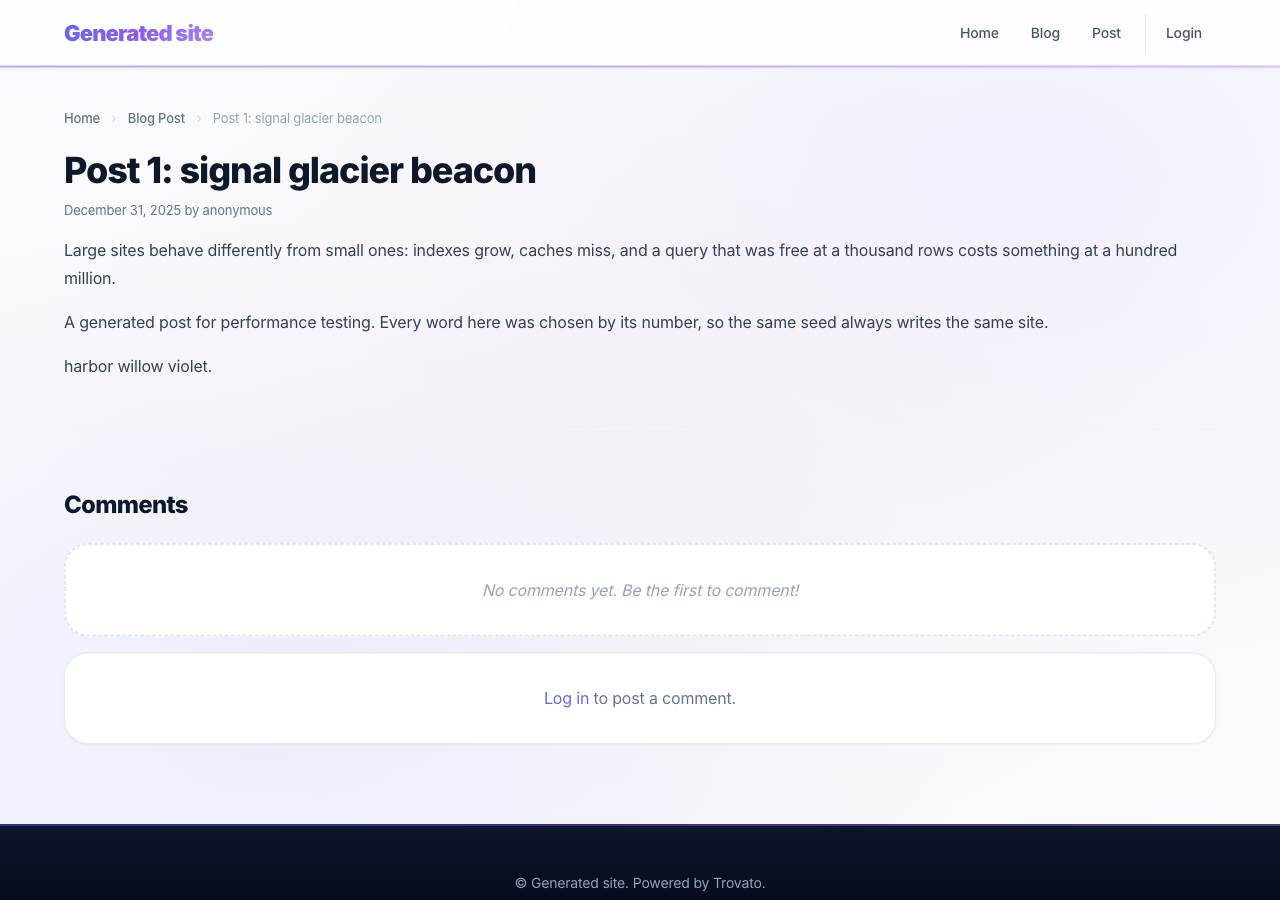 Generated site
Home
Blog
Post
Login
Home › Blog Post › Post 1: signal glacier beacon
Post 1: signal glacier beacon
December 31, 2025 by anonymous
Large sites behave differently from small ones: indexes grow, caches miss, and a query that was free at a thousand rows costs something at a hundred
million.
A generated post for performance testing. Every word here was chosen by its number, so the same seed always writes the same site.
harbor willow violet.
Comments
No comments yet. Be the first to comment!
Log in to post a comment.
© Generated site. Powered by Trovato.